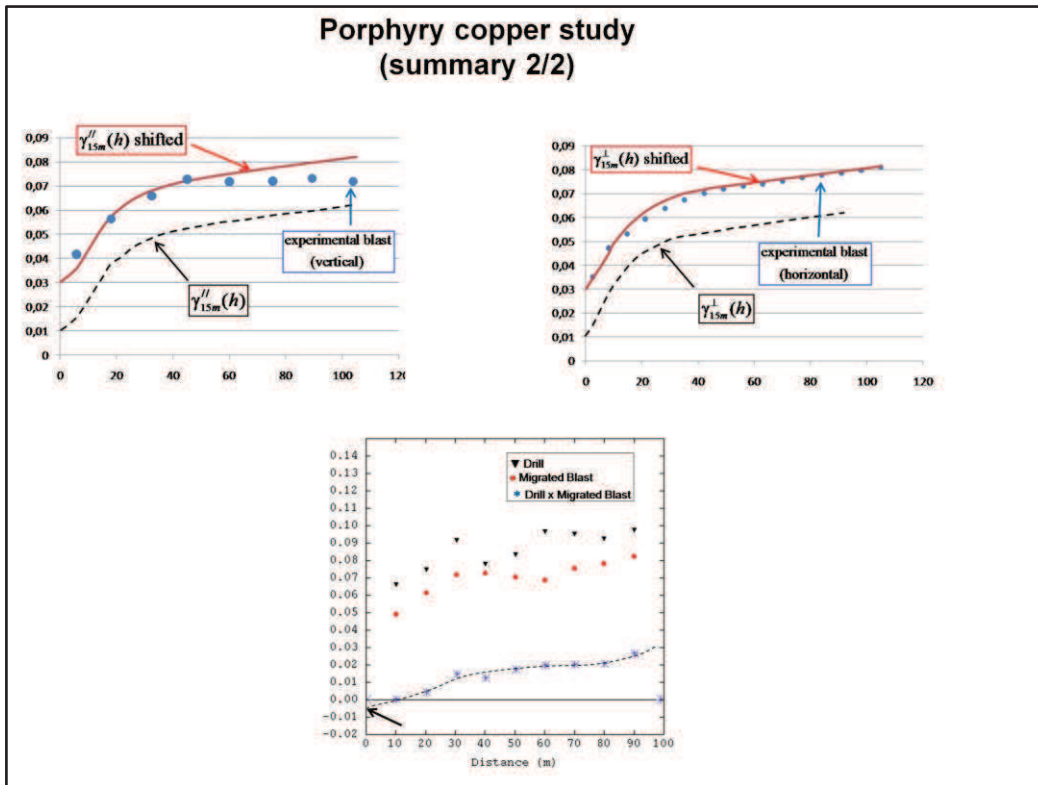 Porphyry copper study
(summary 2/2)
γ//15m(h) shifted
0,09
0,08
0,07
0,06
0,05
0,04
0,03
0,02
0,01
0
0 20 40 60 80 100 120
experimental blast
(vertical)
γ//15m(h)
γ⊥15m(h) shifted
0,09
0,08
0,07
0,06
0,05
0,04
0,03
0,02
0,01
0
0 20 40 60 80 100 120
experimental blast
(horizontal)
γ⊥15m(h)
Drill
Migrated Blast
Drill x Migrated Blast
0.14
0.13
0.12
0.11
0.10
0.09
0.08
0.07
0.06
0.05
0.04
0.03
0.02
0.01
0.00
-0.01
-0.02
0 10 20 30 40 50 60 70 80 90 100
Distance (m)